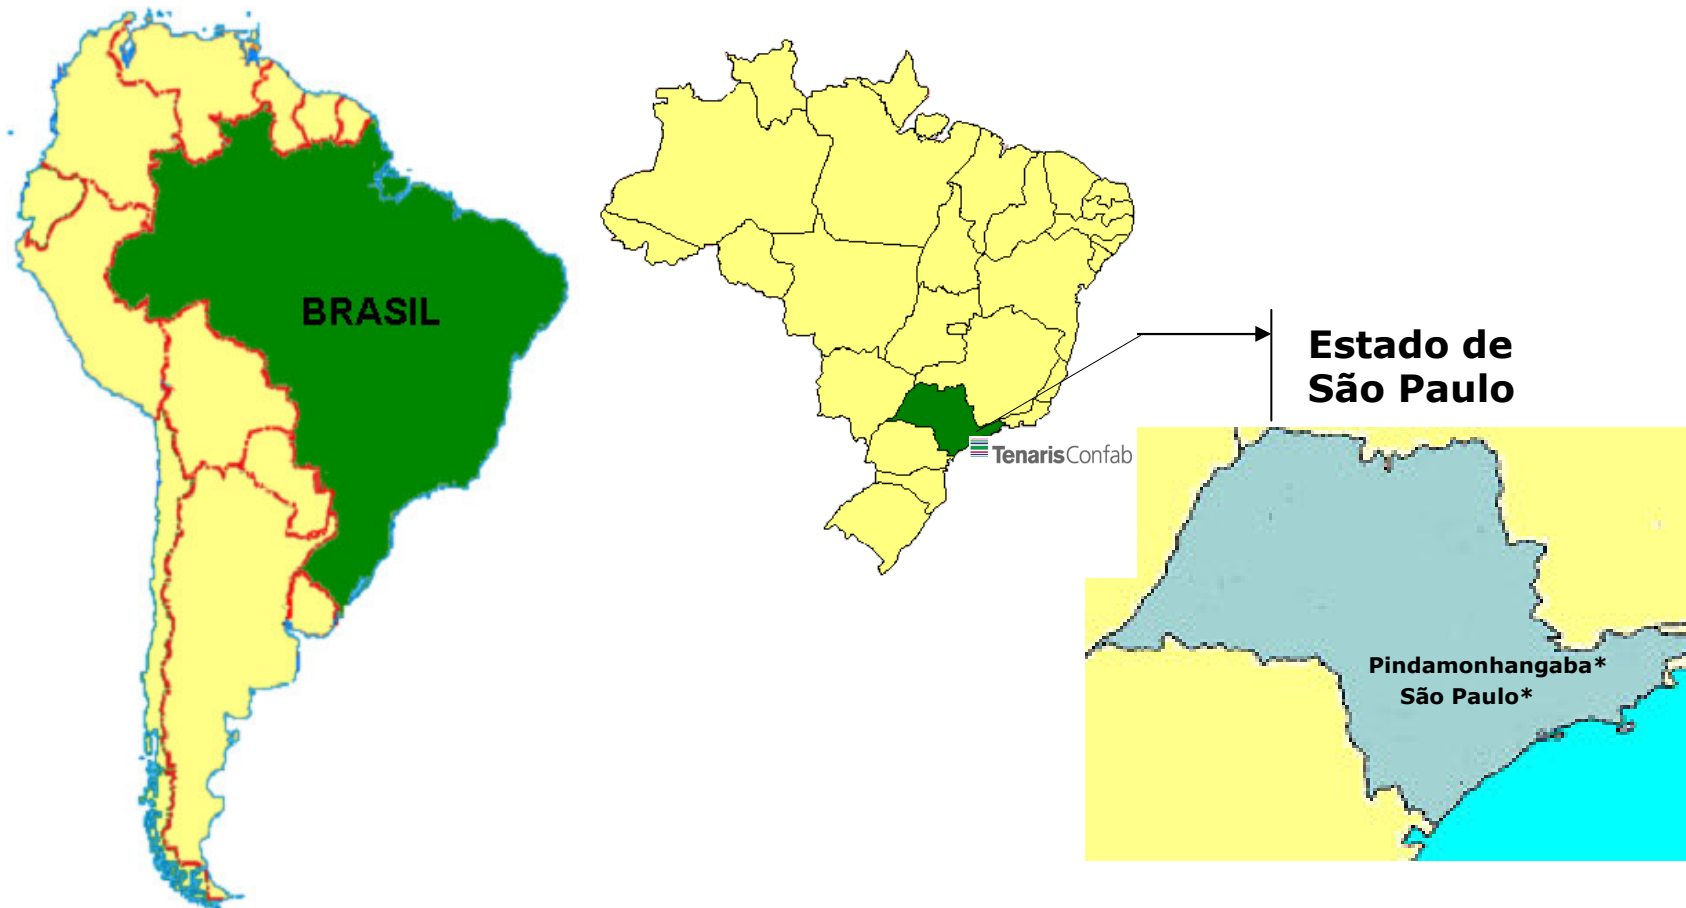 BRASIL
TenarisConfab
Estado de
São Paulo
Pindamonhangaba*
São Paulo*